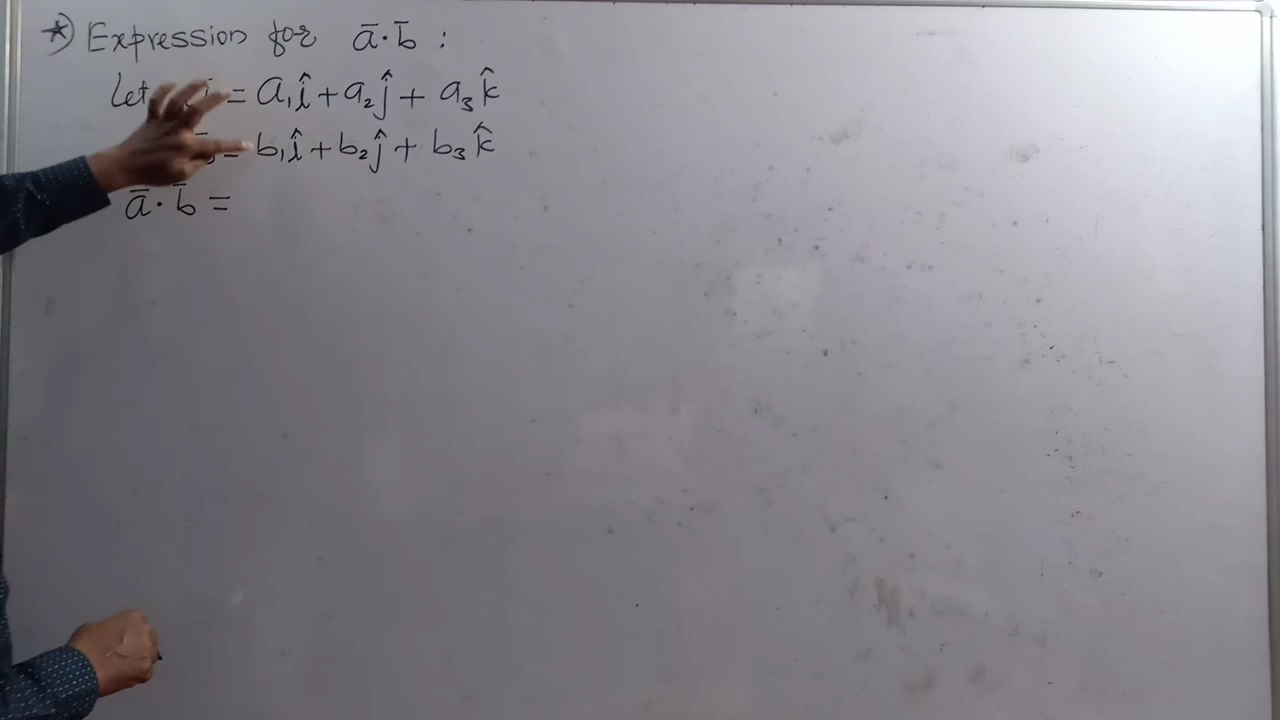 *) Expression for a̅·b̅ :
Let = a₁î + a₂ĵ + a₃k̂
= b₁î + b₂ĵ + b₃k̂
a̅·b̅ =